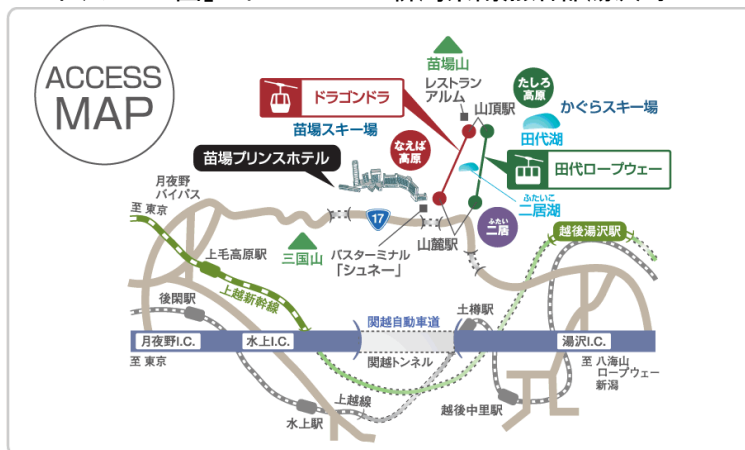 ACCESS
MAP
苗場山
レストラン
アルム
山頂駅
たしろ
高原
かぐらスキー場
田代湖
ドラゴンドラ
苗場スキー場
なえば
高原
苗場プリンスホテル
田代ロープウェー
ふたいこ
二居湖
ふたい
二居
月夜野
バイパス
至 東京
17
山麓駅
バスターミナル
「シュネー」
三国山
越後湯沢駅
上毛高原駅
上越新幹線
後閑駅
土樽駅
関越自動車道
月夜野I.C.
水上I.C.
湯沢I.C.
至 東京
関越トンネル
至 八海山
ロープウェー
新潟
上越線
水上駅
越後中里駅